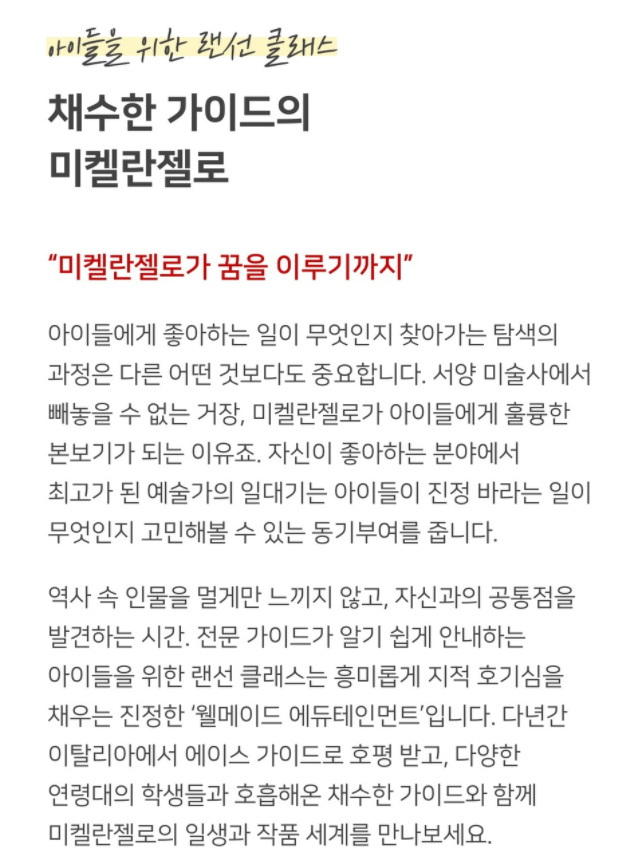 아이들을 위한 랜선 클래스
채수한 가이드의
미켈란젤로
“미켈란젤로가 꿈을 이루기까지”
아이들에게 좋아하는 일이 무엇인지 찾아가는 탐색의
과정은 다른 어떤 것보다도 중요합니다. 서양 미술사에서
빼놓을 수 없는 거장, 미켈란젤로가 아이들에게 훌륭한
본보기가 되는 이유죠. 자신이 좋아하는 분야에서
최고가 된 예술가의 일대기는 아이들이 진정 바라는 일이
무엇인지 고민해볼 수 있는 동기부여를 줍니다.
역사 속 인물을 멀게만 느끼지 않고, 자신과의 공통점을
발견하는 시간. 전문 가이드가 알기 쉽게 안내하는
아이들을 위한 랜선 클래스는 흥미롭게 지적 호기심을
채우는 진정한 ‘웰메이드 에듀테인먼트’입니다. 다년간
이탈리아에서 에이스 가이드로 호평 받고, 다양한
연령대의 학생들과 호흡해온 채수한 가이드와 함께
미켈란젤로의 일생과 작품 세계를 만나보세요.